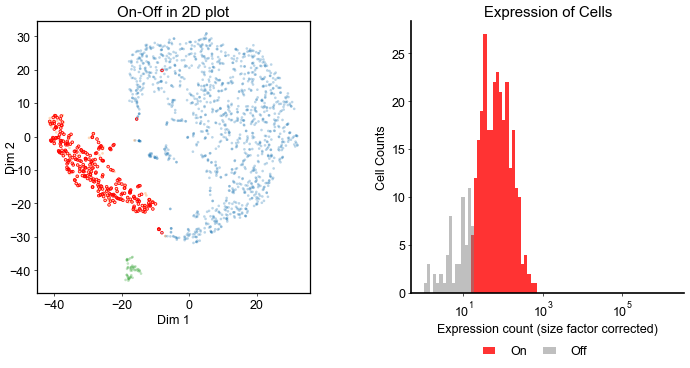 On-Off in 2D plot
30
20
10
0
−10
−20
−30
−40
Dim 2
−40 −20 0 20
Dim 1
Expression of Cells
25
20
15
10
5
0
Cell Counts
10^1 10^3 10^5
Expression count (size factor corrected)
On Off